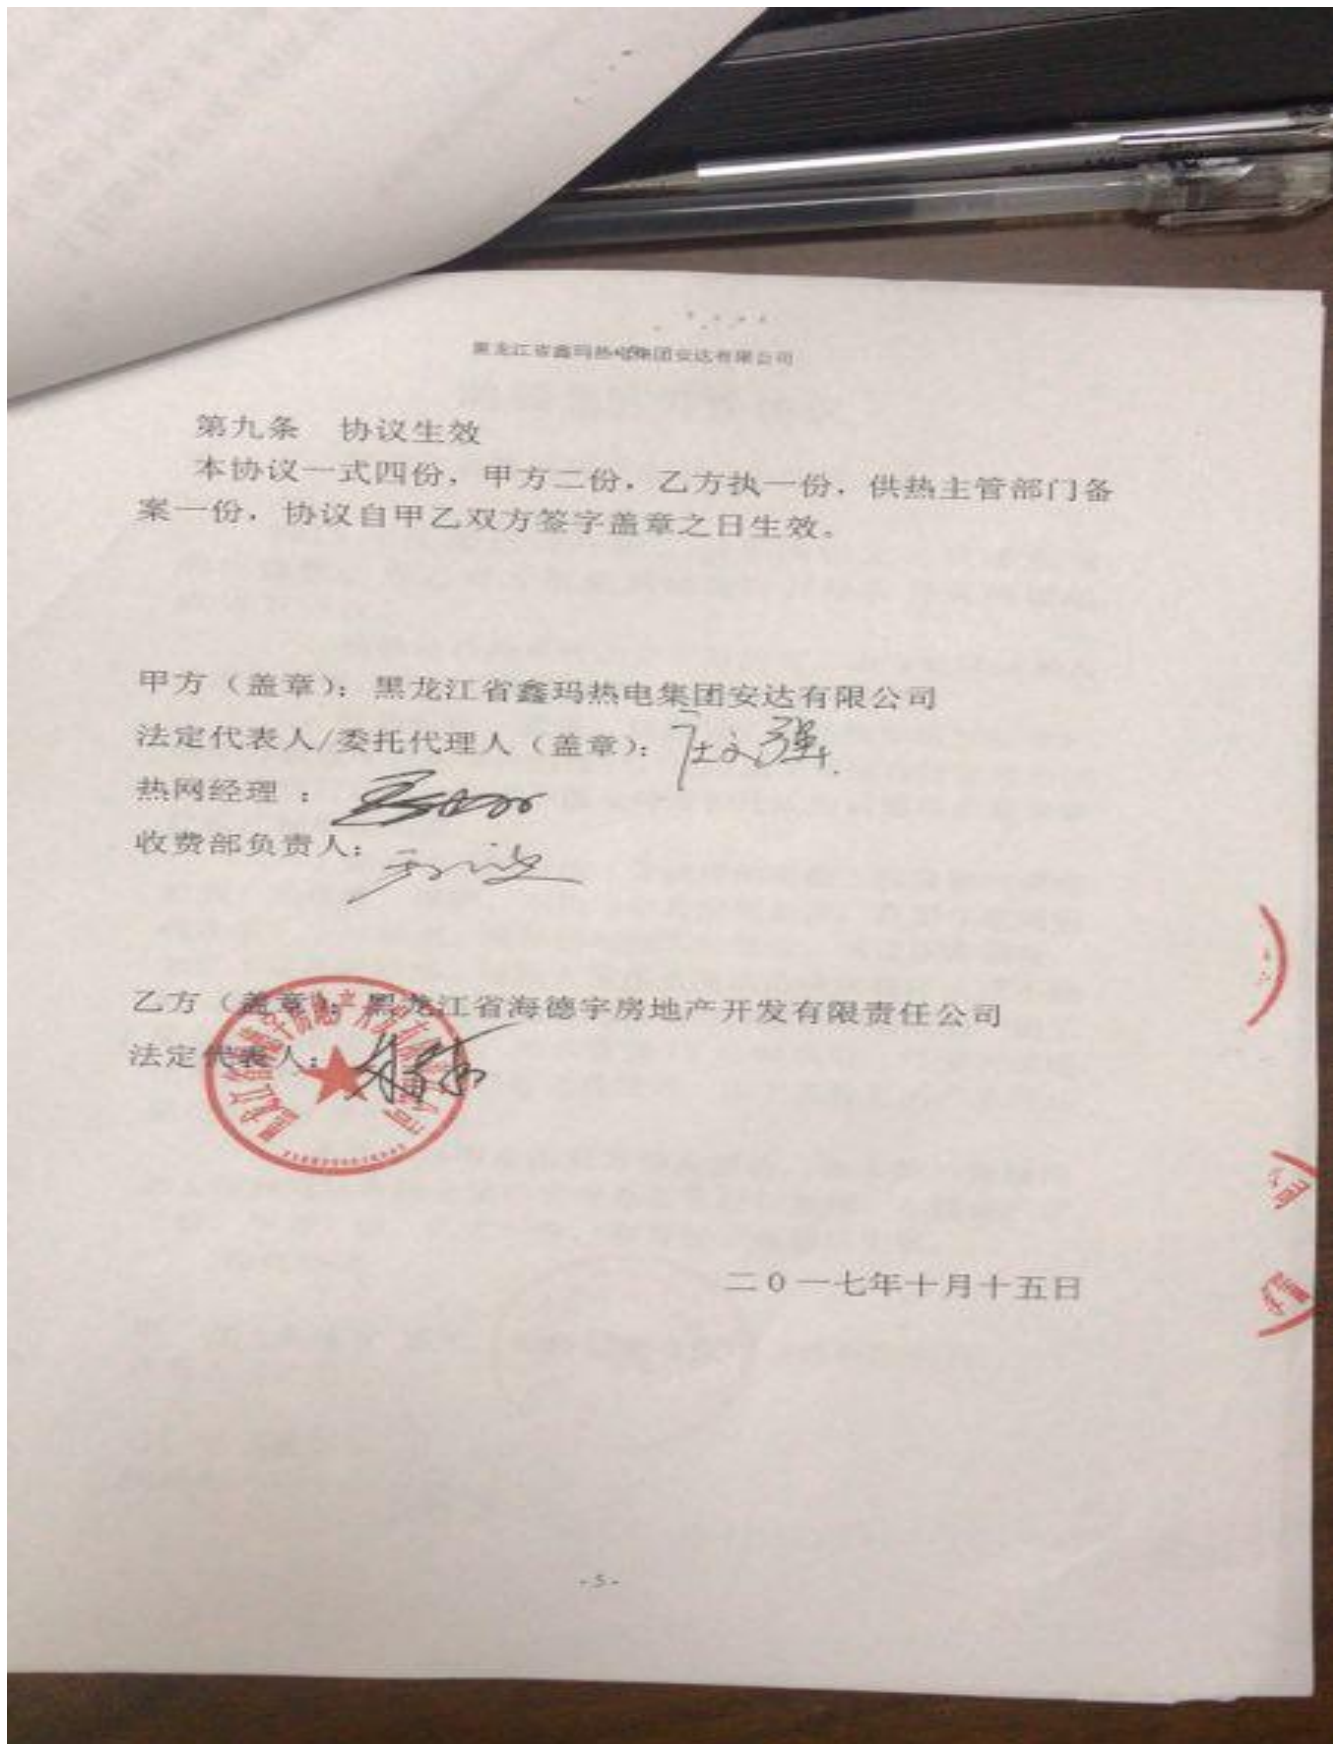 黑龙江省鑫玛热电集团安达有限公司
第九条 协议生效
本协议一式四份，甲方二份，乙方执一份，供热主管部门备
案一份，协议自甲乙双方签字盖章之日生效。
甲方（盖章）：黑龙江省鑫玛热电集团安达有限公司
法定代表人/委托代理人（盖章）：
热网经理 ：
收费部负责人：
乙方（盖章）：黑龙江省海德宇房地产开发有限责任公司
法定代表人：
二0一七年十月十五日
公司
-5-